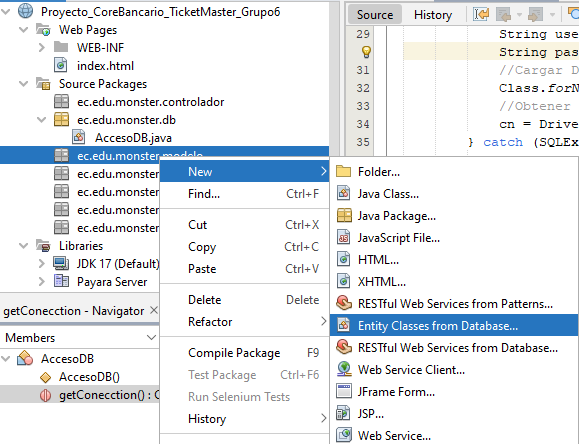 Proyecto_CoreBancario_TicketMaster_Grupo6
Web Pages
WEB-INF
index.html
Source Packages
ec.edu.monster.controlador
ec.edu.monster.db
AccesoDB.java
ec.edu.monster.modelo
ec.edu.monster
ec.edu.monster
ec.edu.monster
ec.edu.monster
Libraries
JDK 17 (Default)
Payara Server
getConecction - Navigator ×
Members
AccesoDB
AccesoDB()
getConecction() : C
New
Find... Ctrl+F
Cut Ctrl+X
Copy Ctrl+C
Paste Ctrl+V
Delete Delete
Refactor
Compile Package F9
Test Package Ctrl+F6
Run Selenium Tests
History
Folder...
Java Class...
Java Package...
JavaScript File...
HTML...
XHTML...
RESTful Web Services from Patterns...
Entity Classes from Database...
RESTful Web Services from Database...
Web Service Client...
JFrame Form...
JSP...
Web Service...
Source History
29 String use
String pas
31 //Cargar D
32 Class.forN
33 //Obtener
34 cn = Drive
35 } catch (SQLEx